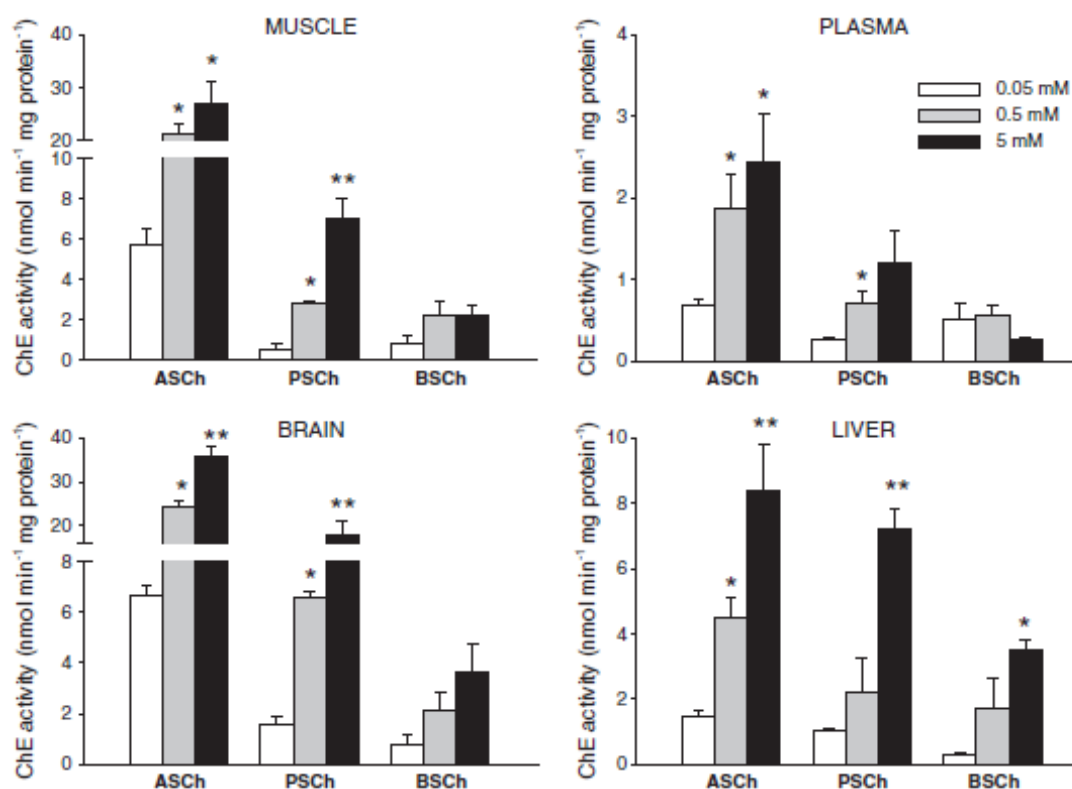 MUSCLE
ChE activity (nmol min⁻¹ mg protein⁻¹)
40
30
20
10
8
6
4
2
0
*
*
*
**
ASCh
PSCh
BSCh
PLASMA
ChE activity (nmol min⁻¹ mg protein⁻¹)
4
3
2
1
0
*
*
*
0.05 mM
0.5 mM
5 mM
ASCh
PSCh
BSCh
BRAIN
ChE activity (nmol min⁻¹ mg protein⁻¹)
40
30
20
8
6
4
2
0
*
**
*
**
ASCh
PSCh
BSCh
LIVER
ChE activity (nmol min⁻¹ mg protein⁻¹)
10
8
6
4
2
0
*
**
**
*
ASCh
PSCh
BSCh